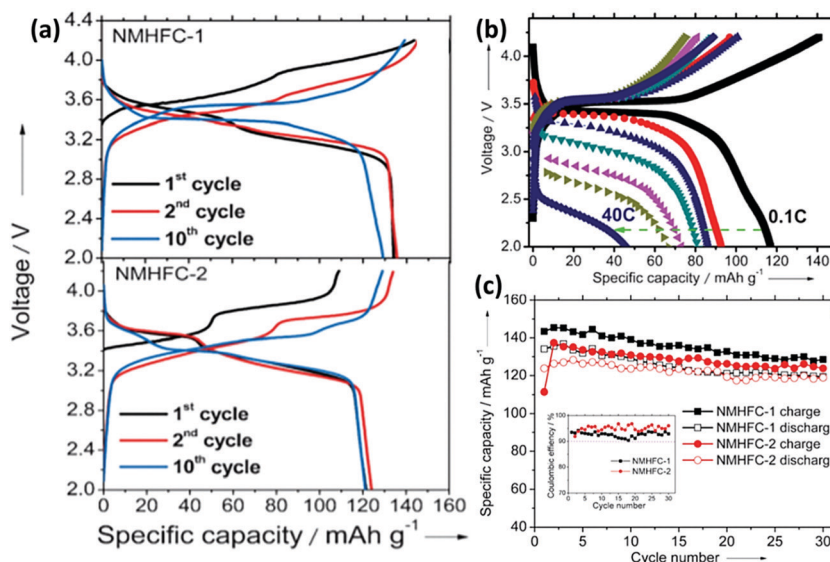 (a)
NMHFC-1
4.4
4.0
3.6
3.2
2.8
2.4
2.0
1st cycle
2nd cycle
10th cycle
NMHFC-2
4.0
3.6
3.2
2.8
2.4
2.0
1st cycle
2nd cycle
10th cycle
0 20 40 60 80 100 120 140 160
Voltage / V
Specific capacity / mAh g-1
(b)
4.0
3.5
3.0
2.5
2.0
Voltage / V
40C
0.1C
0 20 40 60 80 100 120 140
Specific capacity / mAh g-1
(c)
160
140
120
100
80
60
40
Specific capacity / mAh g-1
NMHFC-1 charge
NMHFC-1 discharg
NMHFC-2 charge
NMHFC-2 discharg
Coulombic effiency / %
100
90
80
70
NMHFC-1
NMHFC-2
0 5 10 15 20 25 30
Cycle number
0 5 10 15 20 25 30
Cycle number